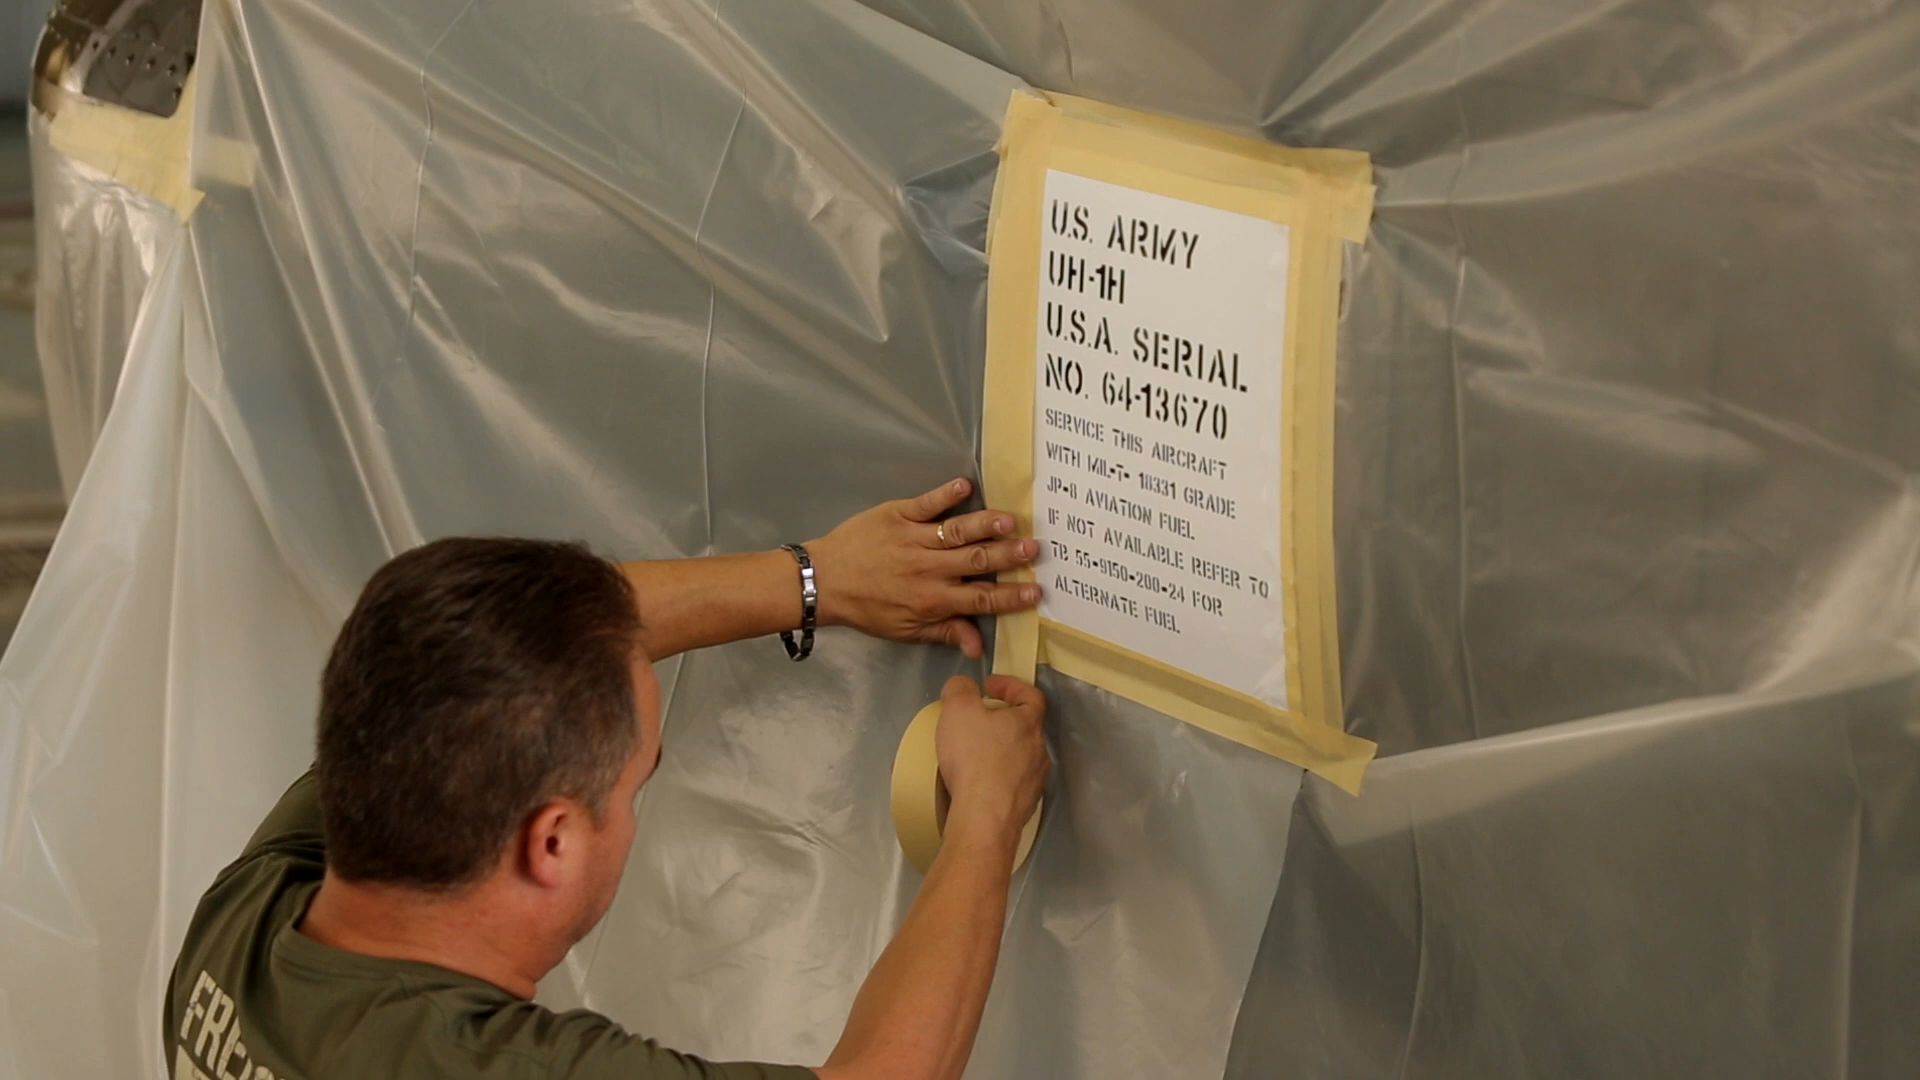 U.S. ARMY
UH-1H
U.S.A. SERIAL
NO. 64-13670
SERVICE THIS AIRCRAFT
WITH MIL-T- 18331 GRADE
JP-8 AVIATION FUEL
IF NOT AVAILABLE REFER TO
TB 55-9150-200-24 FOR
ALTERNATE FUEL